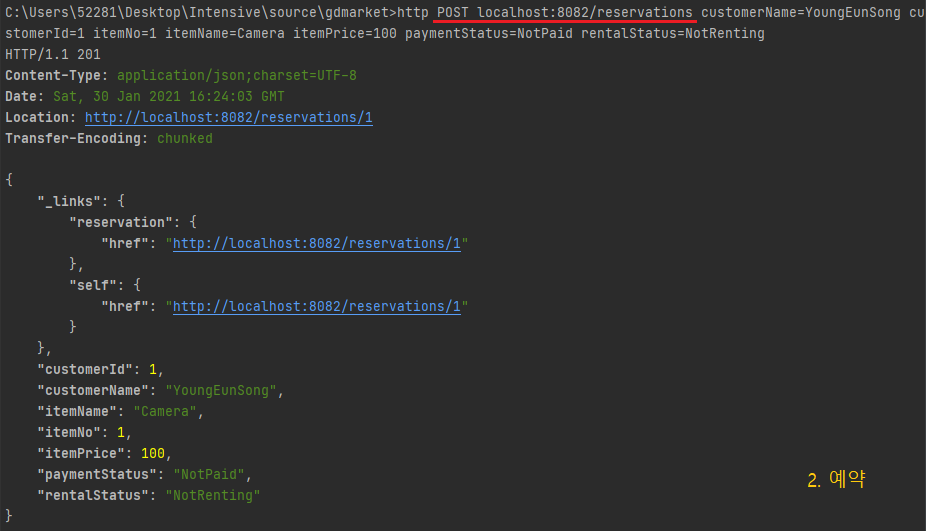 C:\Users\52281\Desktop\Intensive\source\gdmarket>http POST localhost:8082/reservations customerName=YoungEunSong cu
stomerId=1 itemNo=1 itemName=Camera itemPrice=100 paymentStatus=NotPaid rentalStatus=NotRenting
HTTP/1.1 201
Content-Type: application/json;charset=UTF-8
Date: Sat, 30 Jan 2021 16:24:03 GMT
Location: http://localhost:8082/reservations/1
Transfer-Encoding: chunked
{
"_links": {
"reservation": {
"href": "http://localhost:8082/reservations/1"
},
"self": {
"href": "http://localhost:8082/reservations/1"
}
},
"customerId": 1,
"customerName": "YoungEunSong",
"itemName": "Camera",
"itemNo": 1,
"itemPrice": 100,
"paymentStatus": "NotPaid",
"rentalStatus": "NotRenting"
}
2. 예약